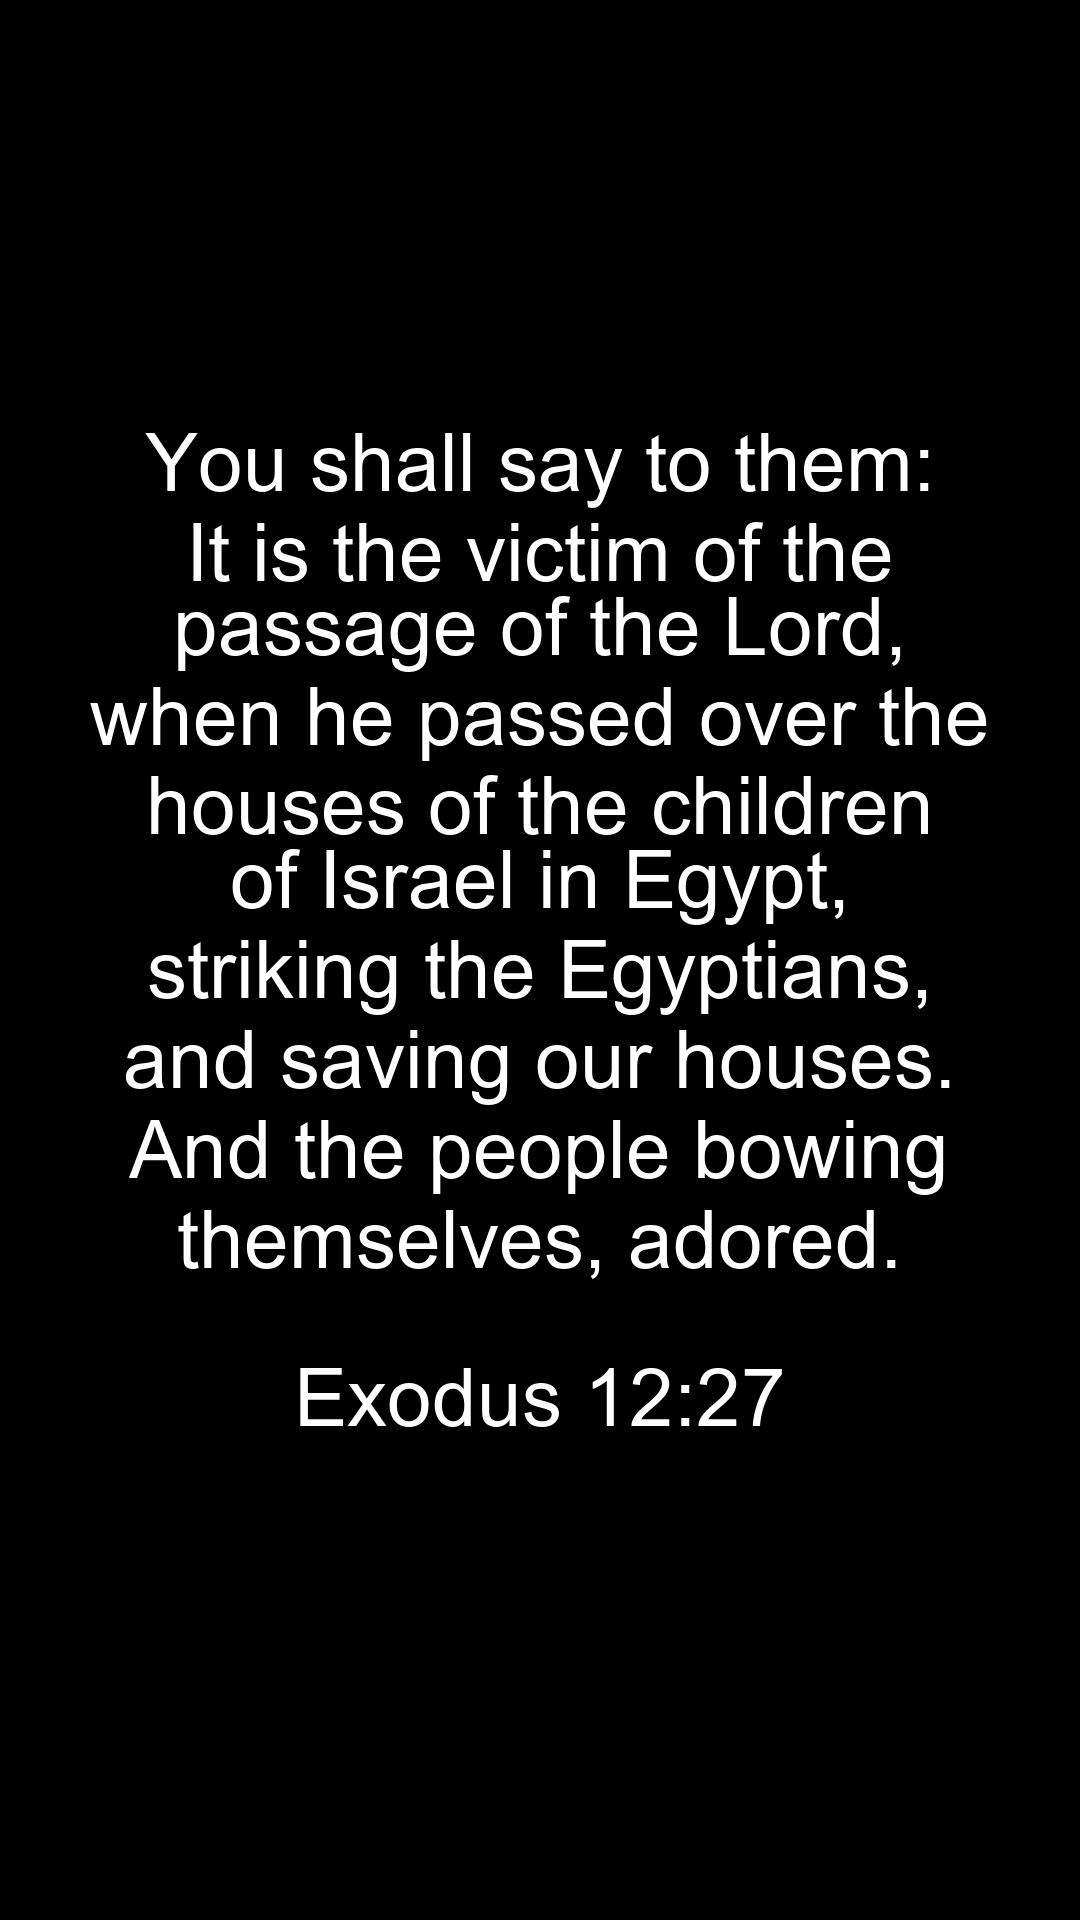 You shall say to them:
It is the victim of the
passage of the Lord,
when he passed over the
houses of the children
of Israel in Egypt,
striking the Egyptians,
and saving our houses.
And the people bowing
themselves, adored.
Exodus 12:27